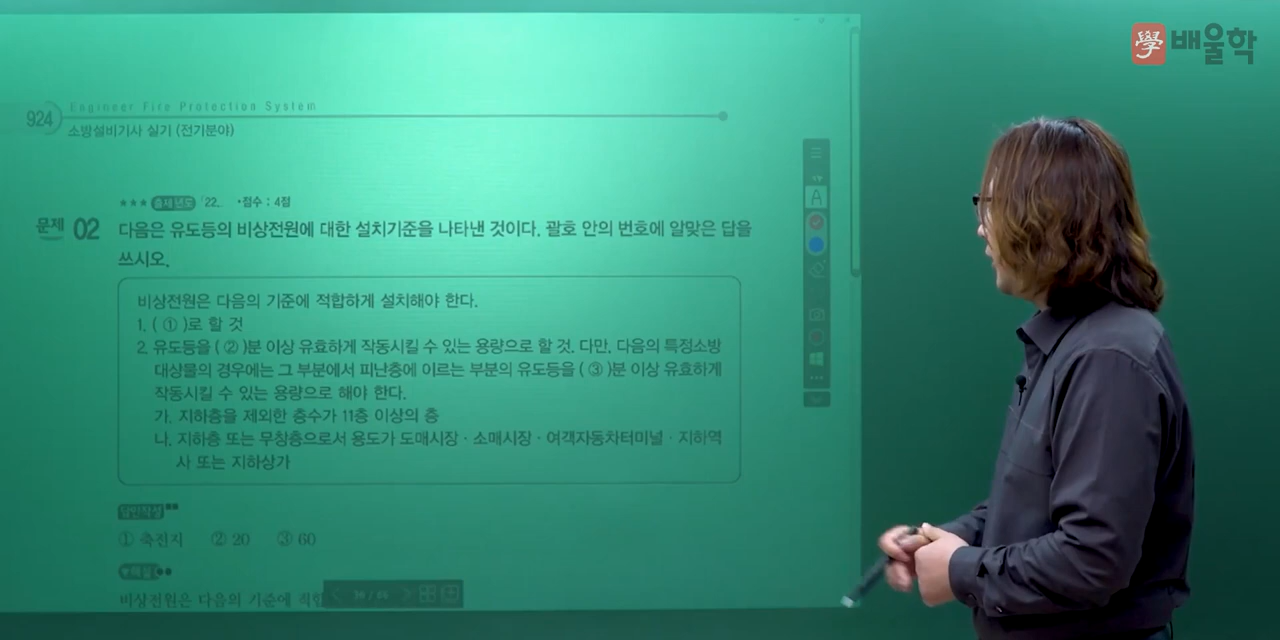 學 배울학
Engineer Fire Protection System
924
소방설비기사 실기 (전기분야)
★★★ 출제년도 '22. •점수 : 4점
문제 02 다음은 유도등의 비상전원에 대한 설치기준을 나타낸 것이다. 괄호 안의 번호에 알맞은 답을
쓰시오.
비상전원은 다음의 기준에 적합하게 설치해야 한다.
1. ( ① )로 할 것
2. 유도등을 ( ② )분 이상 유효하게 작동시킬 수 있는 용량으로 할 것. 다만, 다음의 특정소방
대상물의 경우에는 그 부분에서 피난층에 이르는 부분의 유도등을 ( ③ )분 이상 유효하게
작동시킬 수 있는 용량으로 해야 한다.
가. 지하층을 제외한 층수가 11층 이상의 층
나. 지하층 또는 무창층으로서 용도가 도매시장 · 소매시장 · 여객자동차터미널 · 지하역
사 또는 지하상가
답안작성
① 축전지 ② 20 ③ 60
해설
비상전원은 다음의 기준에 적합